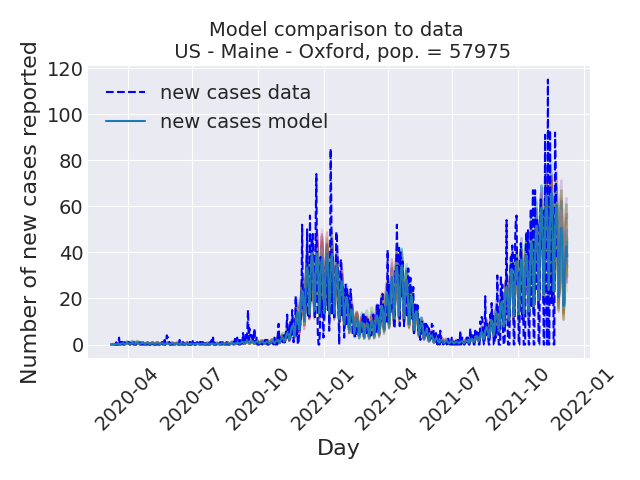 Model comparison to data
US - Maine - Oxford, pop. = 57975
Number of new cases reported
120
100
80
60
40
20
0
new cases data
new cases model
2020-04
2020-07
2020-10
2021-01
2021-04
2021-07
2021-10
2022-01
Day